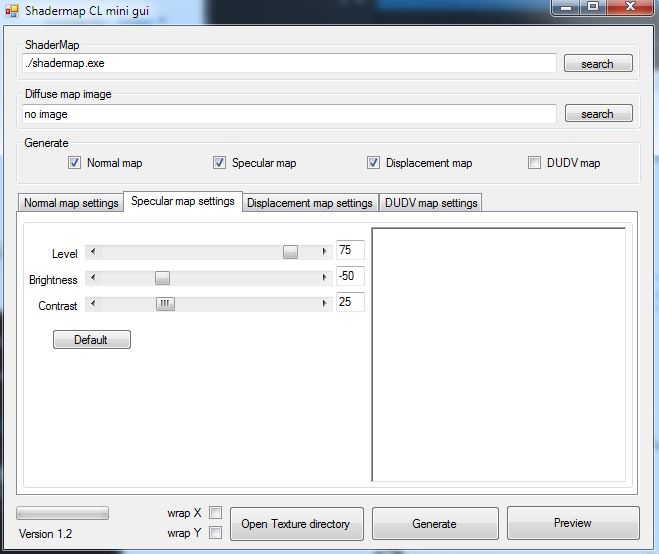 Shadermap CL mini gui
ShaderMap
./shadermap.exe
search
Diffuse map image
no image
search
Generate
Normal map
Specular map
Displacement map
DUDV map
Normal map settings
Specular map settings
Displacement map settings
DUDV map settings
Level
75
Brightness
-50
Contrast
25
Default
wrap X
wrap Y
Version 1.2
Open Texture directory
Generate
Preview